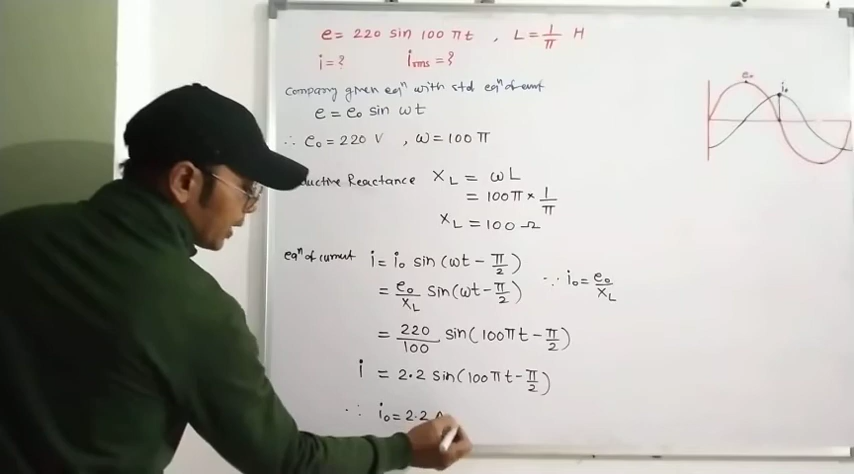 e = 220 sin 100 πt , L = 1/π H
i = ? irms = ?
Comparing given eqn with std eqn of emf
e = e₀ sin ωt
∴ e₀ = 220 V , ω = 100 π
Reactance X_L = ωL
= 100π × 1/π
X_L = 100 Ω
eqn of current i = i₀ sin (ωt - π/2)
= e₀/X_L sin(ωt - π/2) ∵ i₀ = e₀/X_L
= 220/100 sin(100πt - π/2)
i = 2.2 sin(100πt - π/2)
∴ i₀ = 2.2
e₀
i₀